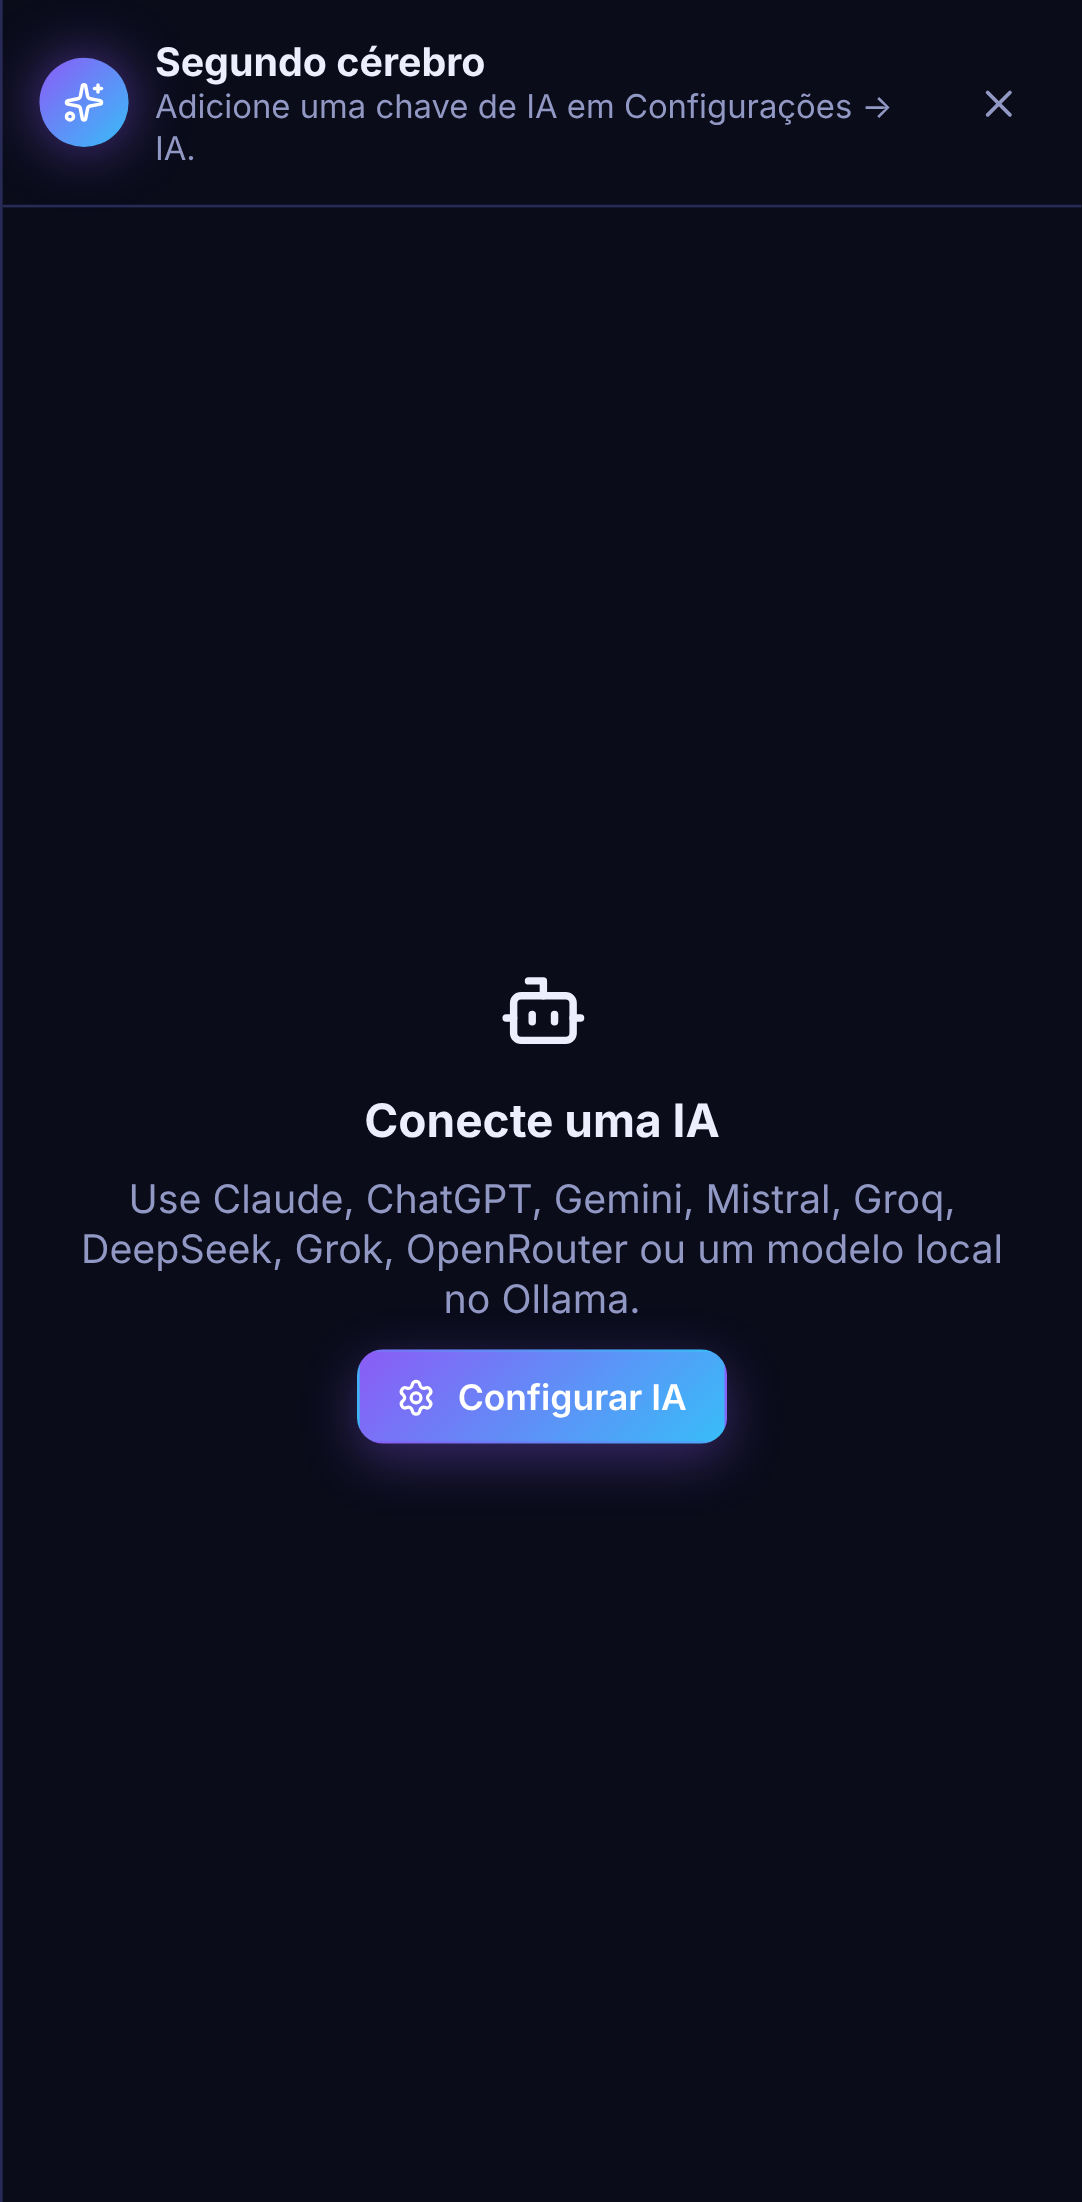 Segundo cérebro
Adicione uma chave de IA em Configurações →
IA.
Conecte uma IA
Use Claude, ChatGPT, Gemini, Mistral, Groq,
DeepSeek, Grok, OpenRouter ou um modelo local
no Ollama.
Configurar IA